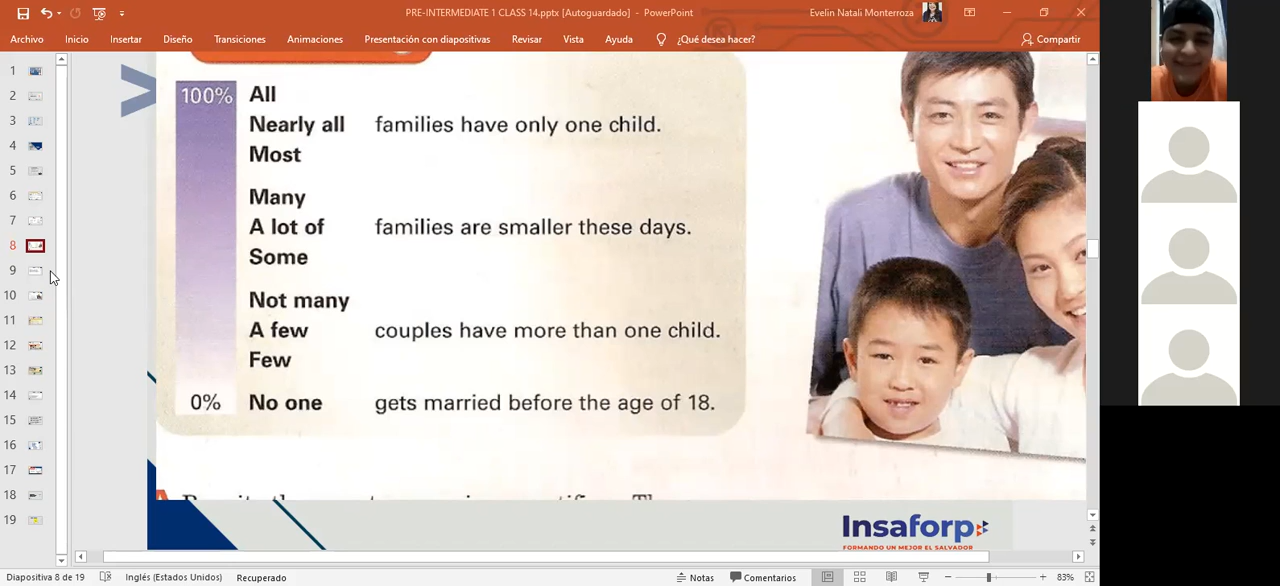 PRE-INTERMEDIATE 1 CLASS 14.pptx [Autoguardado] - PowerPoint
Evelin Natali Monterroza
Archivo Inicio Insertar Diseño Transiciones Animaciones Presentación con diapositivas Revisar Vista Ayuda ¿Qué desea hacer? Compartir
1
2
3
4
5
6
7
8
9
10
11
12
13
14
15
16
17
18
19
100% All
Nearly all families have only one child.
Most
Many
A lot of families are smaller these days.
Some
Not many
A few couples have more than one child.
Few
0% No one gets married before the age of 18.
Insaforp
FORMANDO UN MEJOR EL SALVADOR
Diapositiva 8 de 19 Inglés (Estados Unidos) Recuperado Notas Comentarios 83%